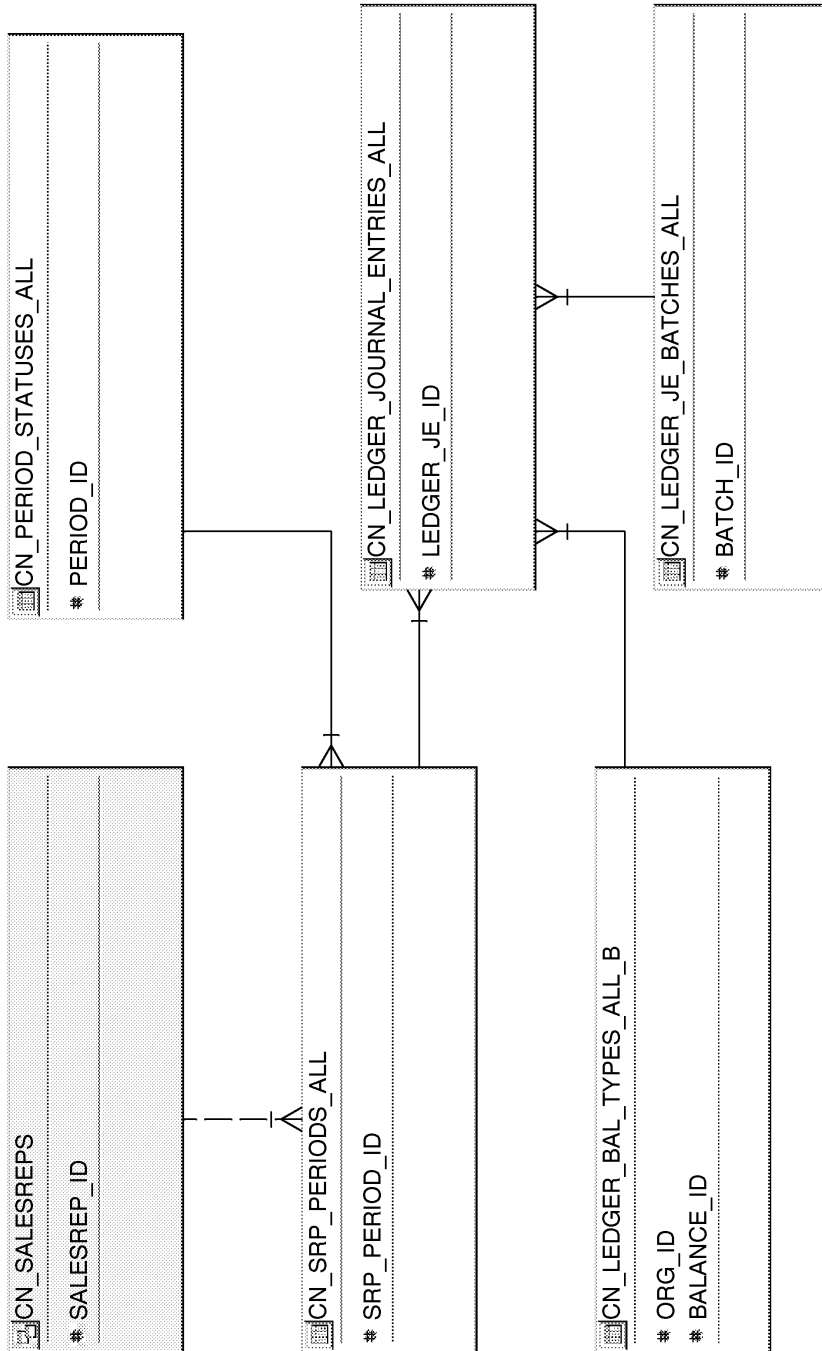 CN_SALESREPS
# SALESREP_ID
CN_PERIOD_STATUSES_ALL
# PERIOD_ID
CN_SRP_PERIODS_ALL
# SRP_PERIOD_ID
CN_LEDGER_JOURNAL_ENTRIES_ALL
# LEDGER_JE_ID
CN_LEDGER_BAL_TYPES_ALL_B
# ORG_ID
# BALANCE_ID
CN_LEDGER_JE_BATCHES_ALL
# BATCH_ID